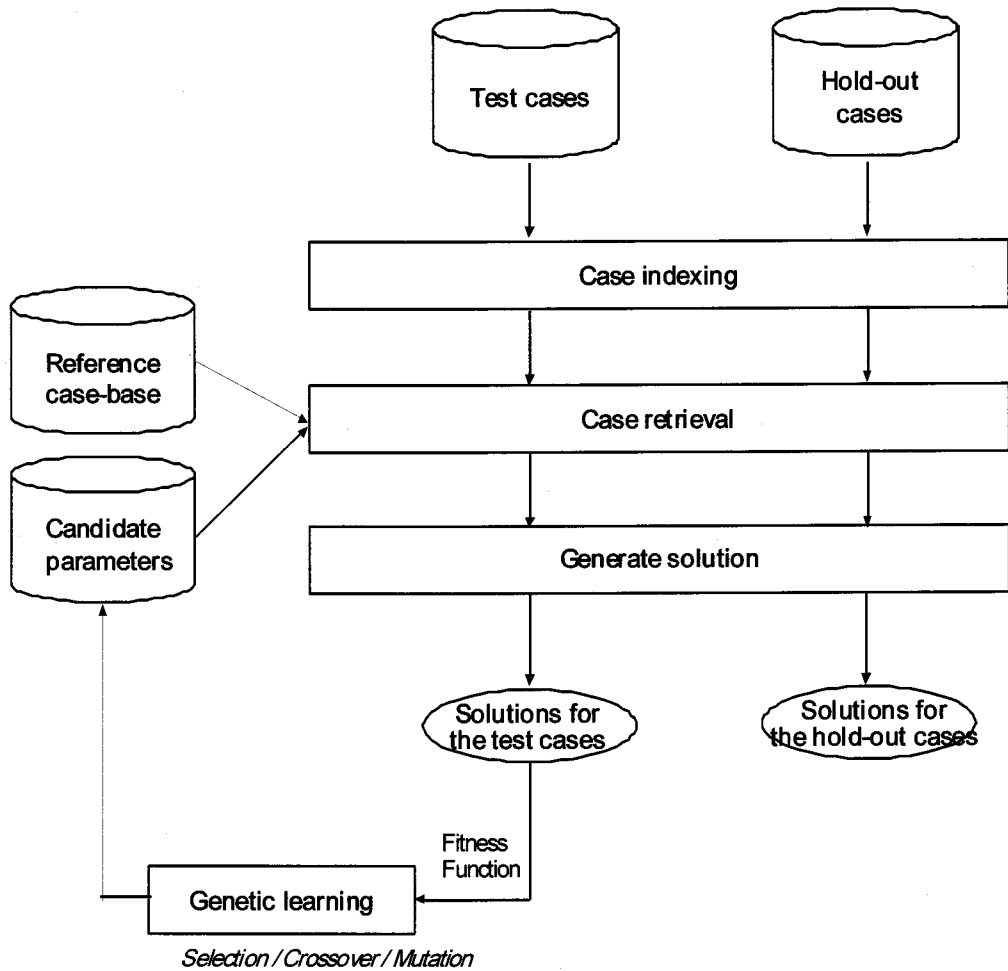 Test cases
Hold-out
cases
Case indexing
Reference
case-base
Case retrieval
Candidate
parameters
Generate solution
Solutions for
the test cases
Solutions for
the hold-out cases
Fitness
Function
Genetic learning
Selection / Crossover / Mutation